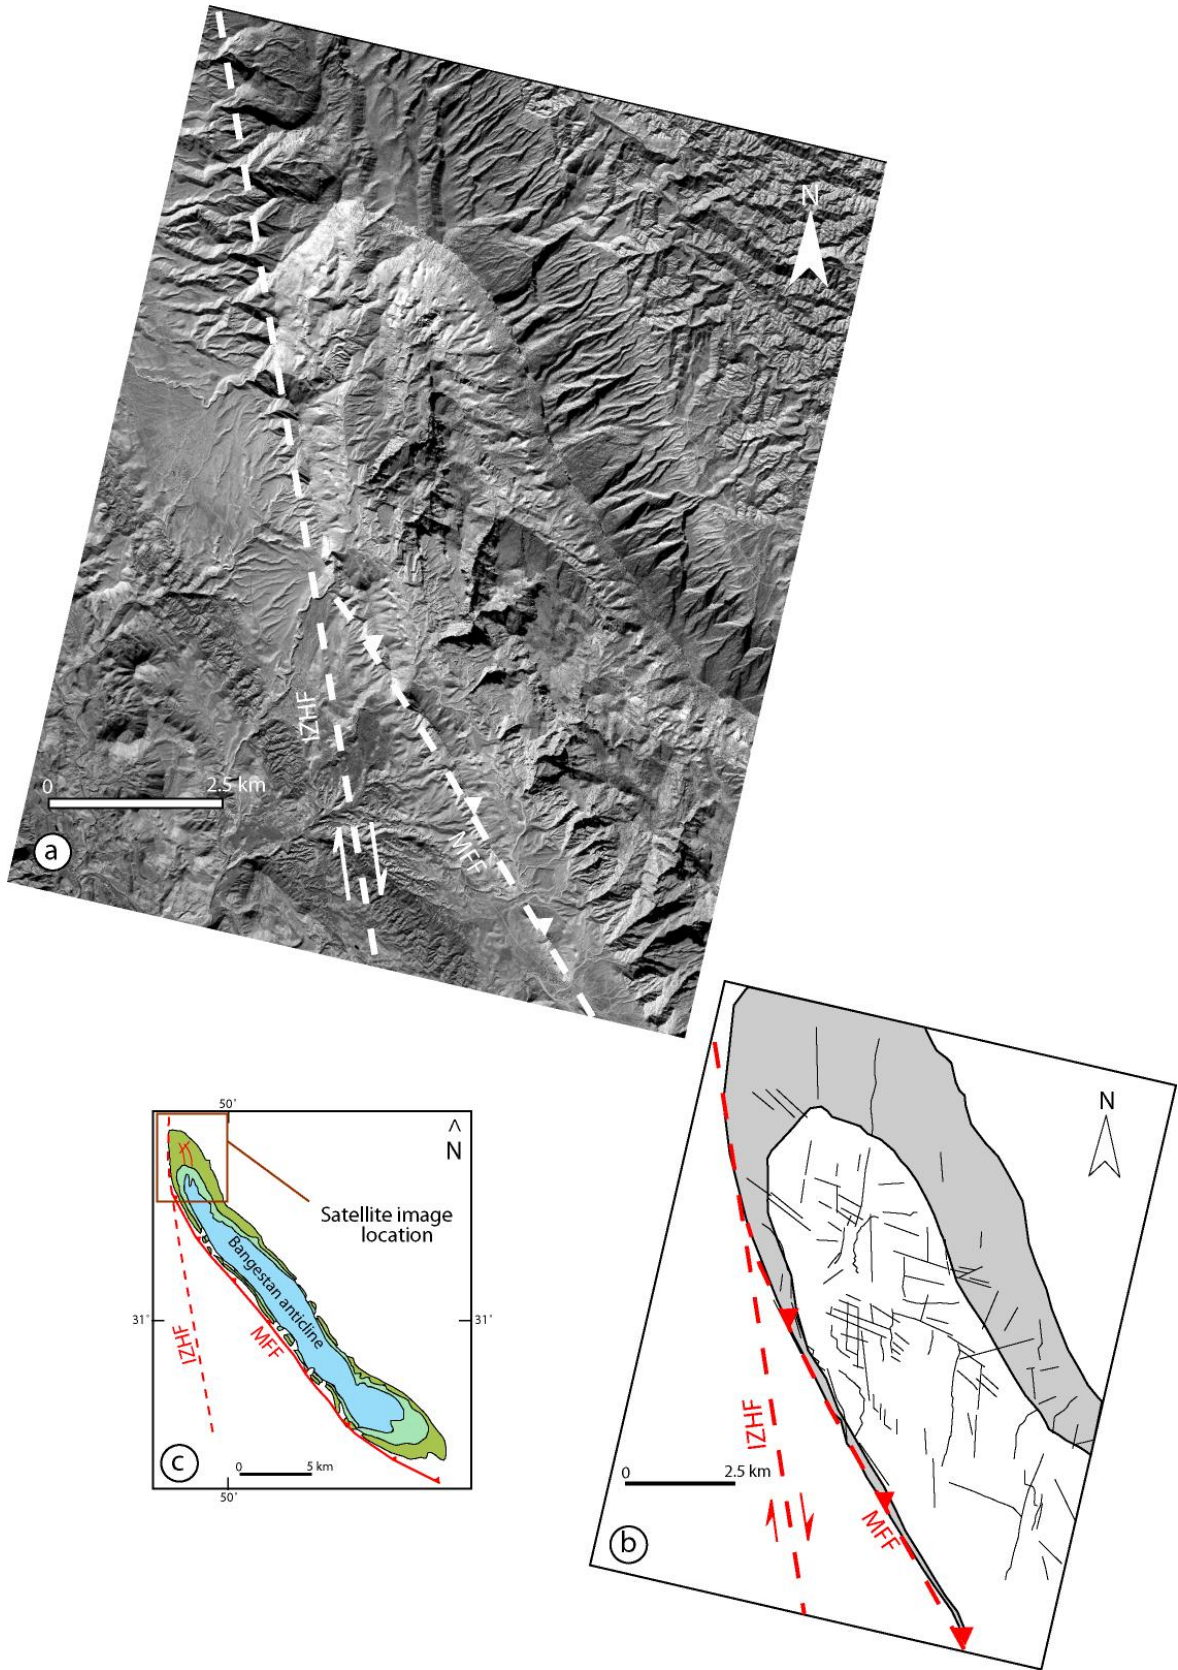 N
IZHF
0 2.5 km
MFF
a
50'
N
Satellite image
location
Bangestan anticline
31' 31'
IZHF
MFF
c
0 5 km
50'
N
IZHF
0 2.5 km
MFF
b